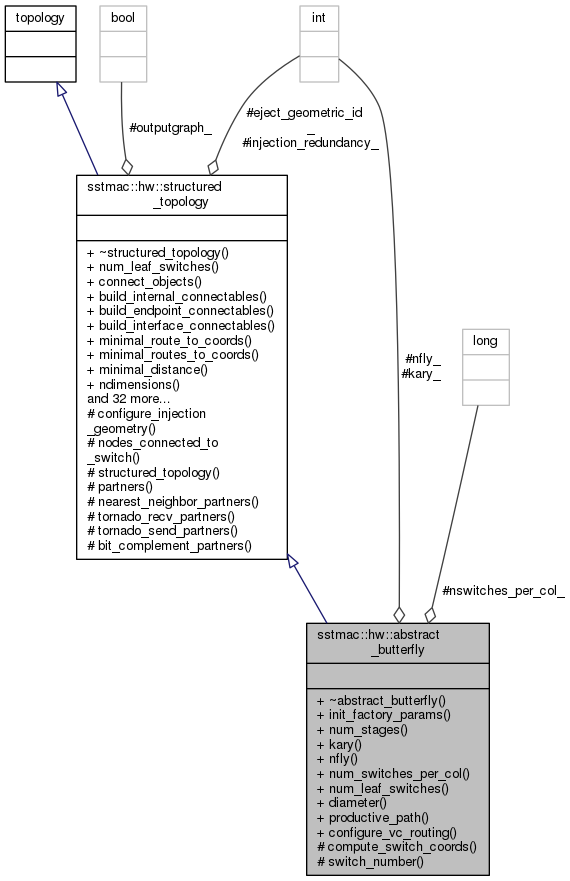 topology
bool
int
#outputgraph_
#eject_geometric_id
_
#injection_redundancy_
sstmac::hw::structured
_topology
+ ~structured_topology()
+ num_leaf_switches()
+ connect_objects()
+ build_internal_connectables()
+ build_endpoint_connectables()
+ build_interface_connectables()
+ minimal_route_to_coords()
+ minimal_routes_to_coords()
+ minimal_distance()
+ ndimensions()
and 32 more...
# configure_injection
_geometry()
# nodes_connected_to
_switch()
# structured_topology()
# partners()
# nearest_neighbor_partners()
# tornado_recv_partners()
# tornado_send_partners()
# bit_complement_partners()
long
#nfly_
#kary_
#nswitches_per_col_
sstmac::hw::abstract
_butterfly
+ ~abstract_butterfly()
+ init_factory_params()
+ num_stages()
+ kary()
+ nfly()
+ num_switches_per_col()
+ num_leaf_switches()
+ diameter()
+ productive_path()
+ configure_vc_routing()
# compute_switch_coords()
# switch_number()